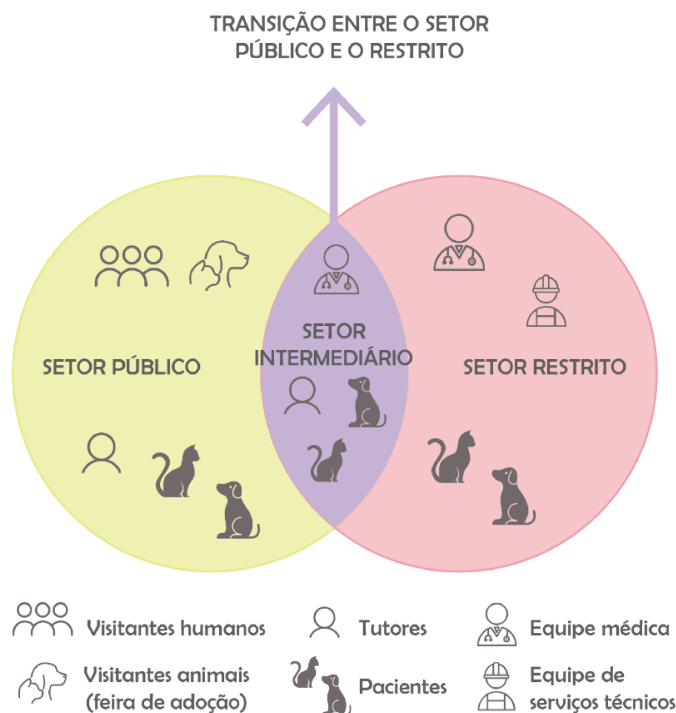 TRANSIÇÃO ENTRE O SETOR
PÚBLICO E O RESTRITO
SETOR PÚBLICO
SETOR
INTERMEDIÁRIO
SETOR RESTRITO
Visitantes humanos
Tutores
Equipe médica
Visitantes animais
(feira de adoção)
Pacientes
Equipe de
serviços técnicos